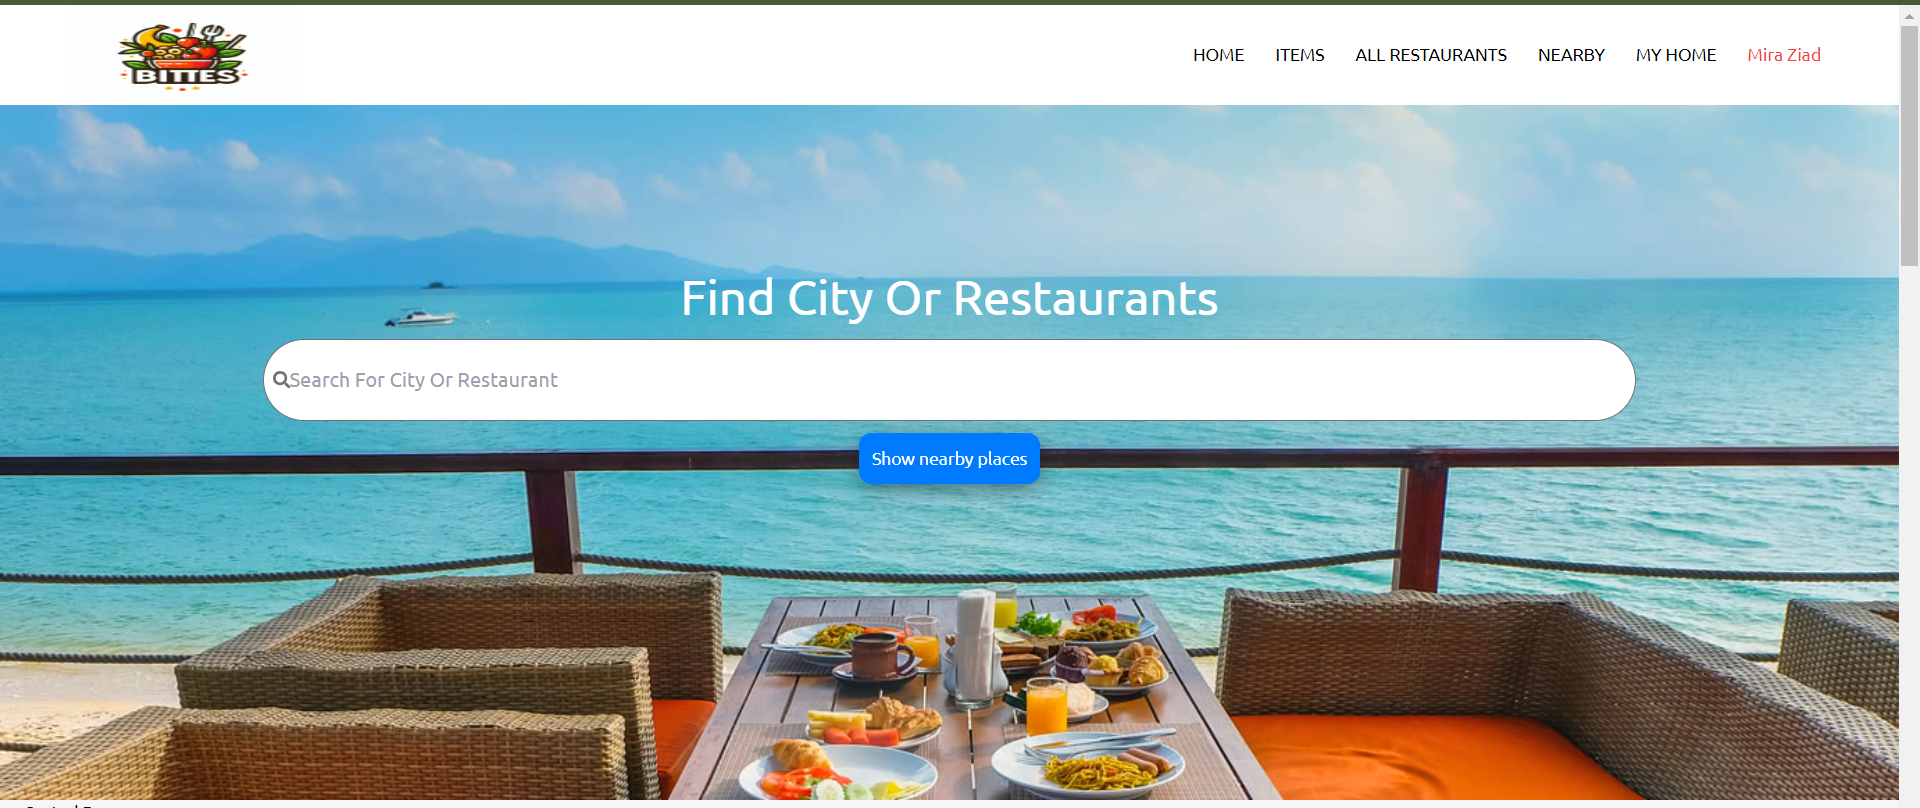 BITTES
HOME ITEMS ALL RESTAURANTS NEARBY MY HOME Mira Ziad
Find City Or Restaurants
Search For City Or Restaurant
Show nearby places